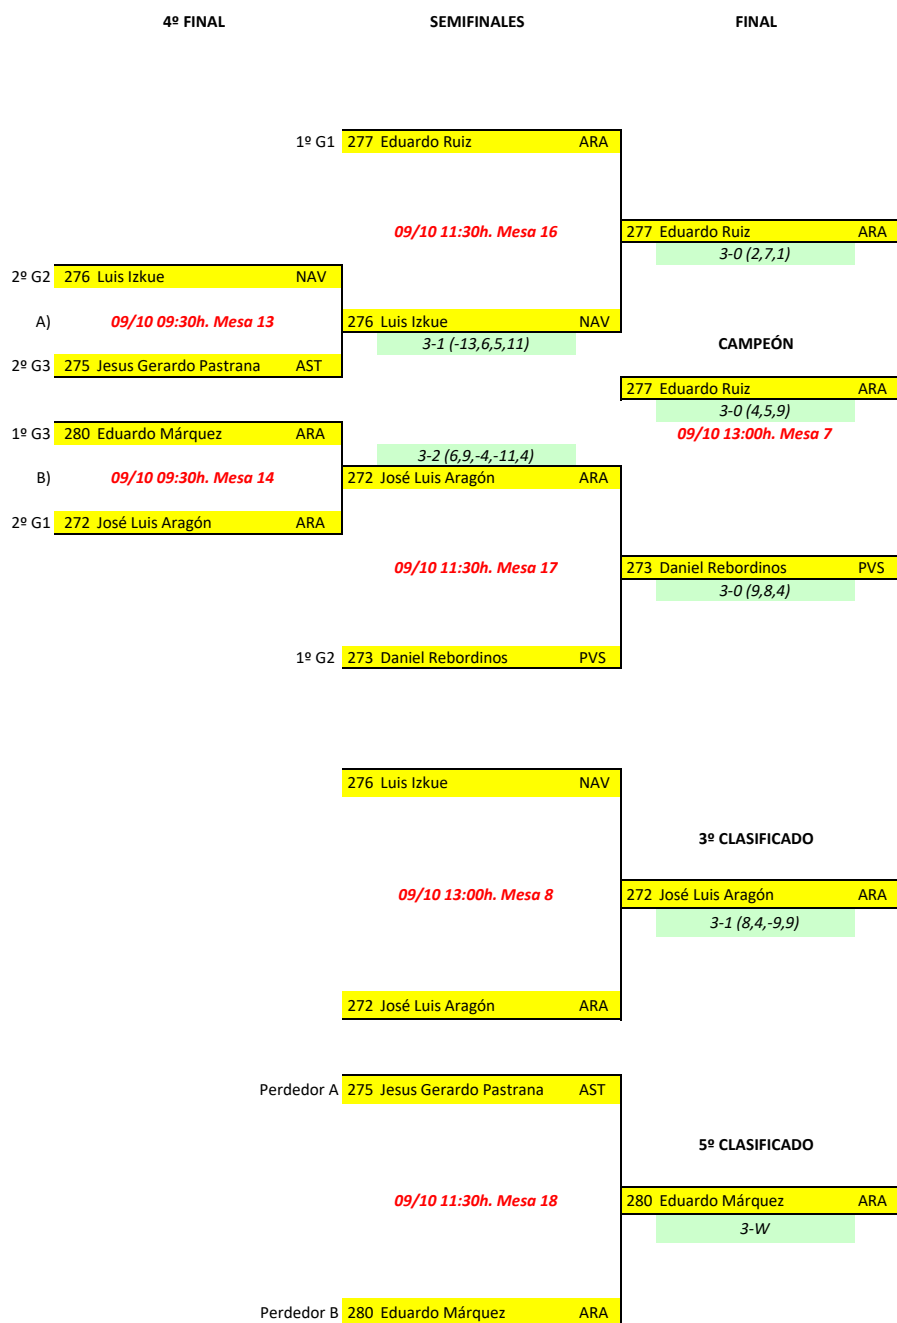 4º FINAL SEMIFINALES FINAL
1º G1 277 Eduardo Ruiz ARA
09/10 11:30h. Mesa 16 277 Eduardo Ruiz ARA
3-0 (2,7,1)
2º G2 276 Luis Izkue NAV
A) 09/10 09:30h. Mesa 13 276 Luis Izkue NAV
3-1 (-13,6,5,11) CAMPEÓN
2º G3 275 Jesus Gerardo Pastrana AST
277 Eduardo Ruiz ARA
3-0 (4,5,9)
1º G3 280 Eduardo Márquez ARA 09/10 13:00h. Mesa 7
3-2 (6,9,-4,-11,4)
B) 09/10 09:30h. Mesa 14 272 José Luis Aragón ARA
2º G1 272 José Luis Aragón ARA
09/10 11:30h. Mesa 17 273 Daniel Rebordinos PVS
3-0 (9,8,4)
1º G2 273 Daniel Rebordinos PVS
276 Luis Izkue NAV
3º CLASIFICADO
09/10 13:00h. Mesa 8 272 José Luis Aragón ARA
3-1 (8,4,-9,9)
272 José Luis Aragón ARA
Perdedor A 275 Jesus Gerardo Pastrana AST
5º CLASIFICADO
09/10 11:30h. Mesa 18 280 Eduardo Márquez ARA
3-W
Perdedor B 280 Eduardo Márquez ARA